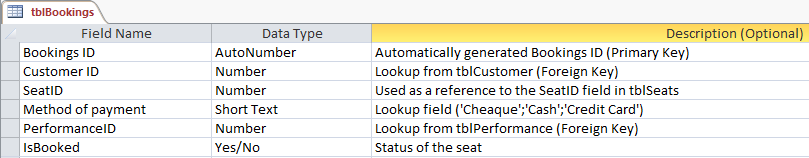 tblBookings
Field Name Data Type Description (Optional)
Bookings ID AutoNumber Automatically generated Bookings ID (Primary Key)
Customer ID Number Lookup from tblCustomer (Foreign Key)
SeatID Number Used as a reference to the SeatID field in tblSeats
Method of payment Short Text Lookup field ('Cheaque';'Cash';'Credit Card')
PerformanceID Number Lookup from tblPerformance (Foreign Key)
IsBooked Yes/No Status of the seat